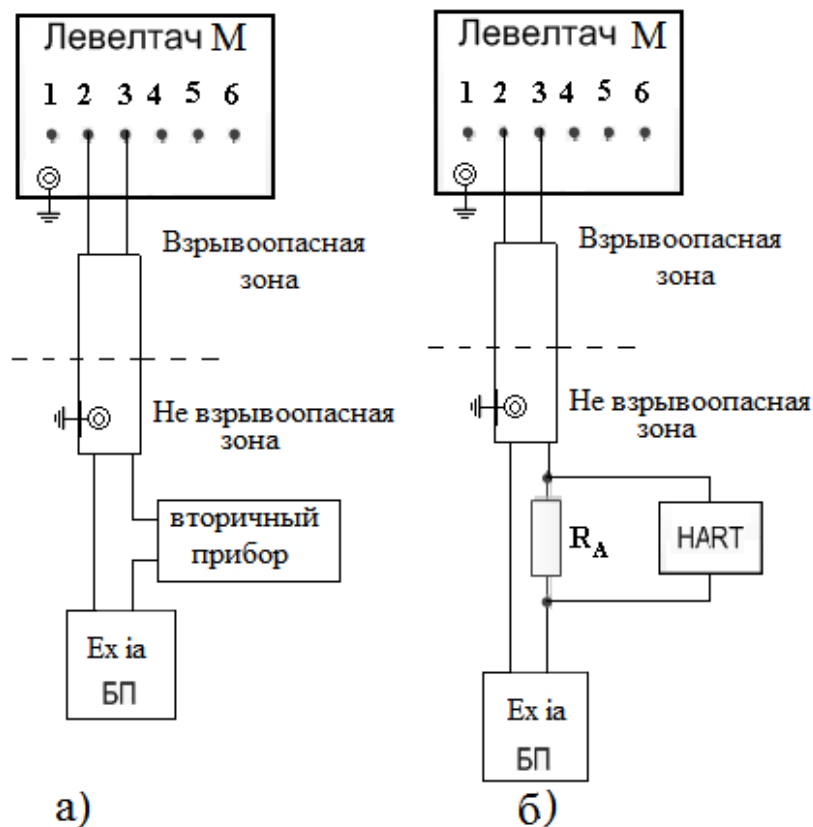 Левелтач М
1 2 3 4 5 6
Взрывоопасная
зона
Не взрывоопасная
зона
вторичный
прибор
Ex ia
БП
а)
Левелтач М
1 2 3 4 5 6
Взрывоопасная
зона
Не взрывоопасная
зона
RA
HART
Ex ia
БП
б)